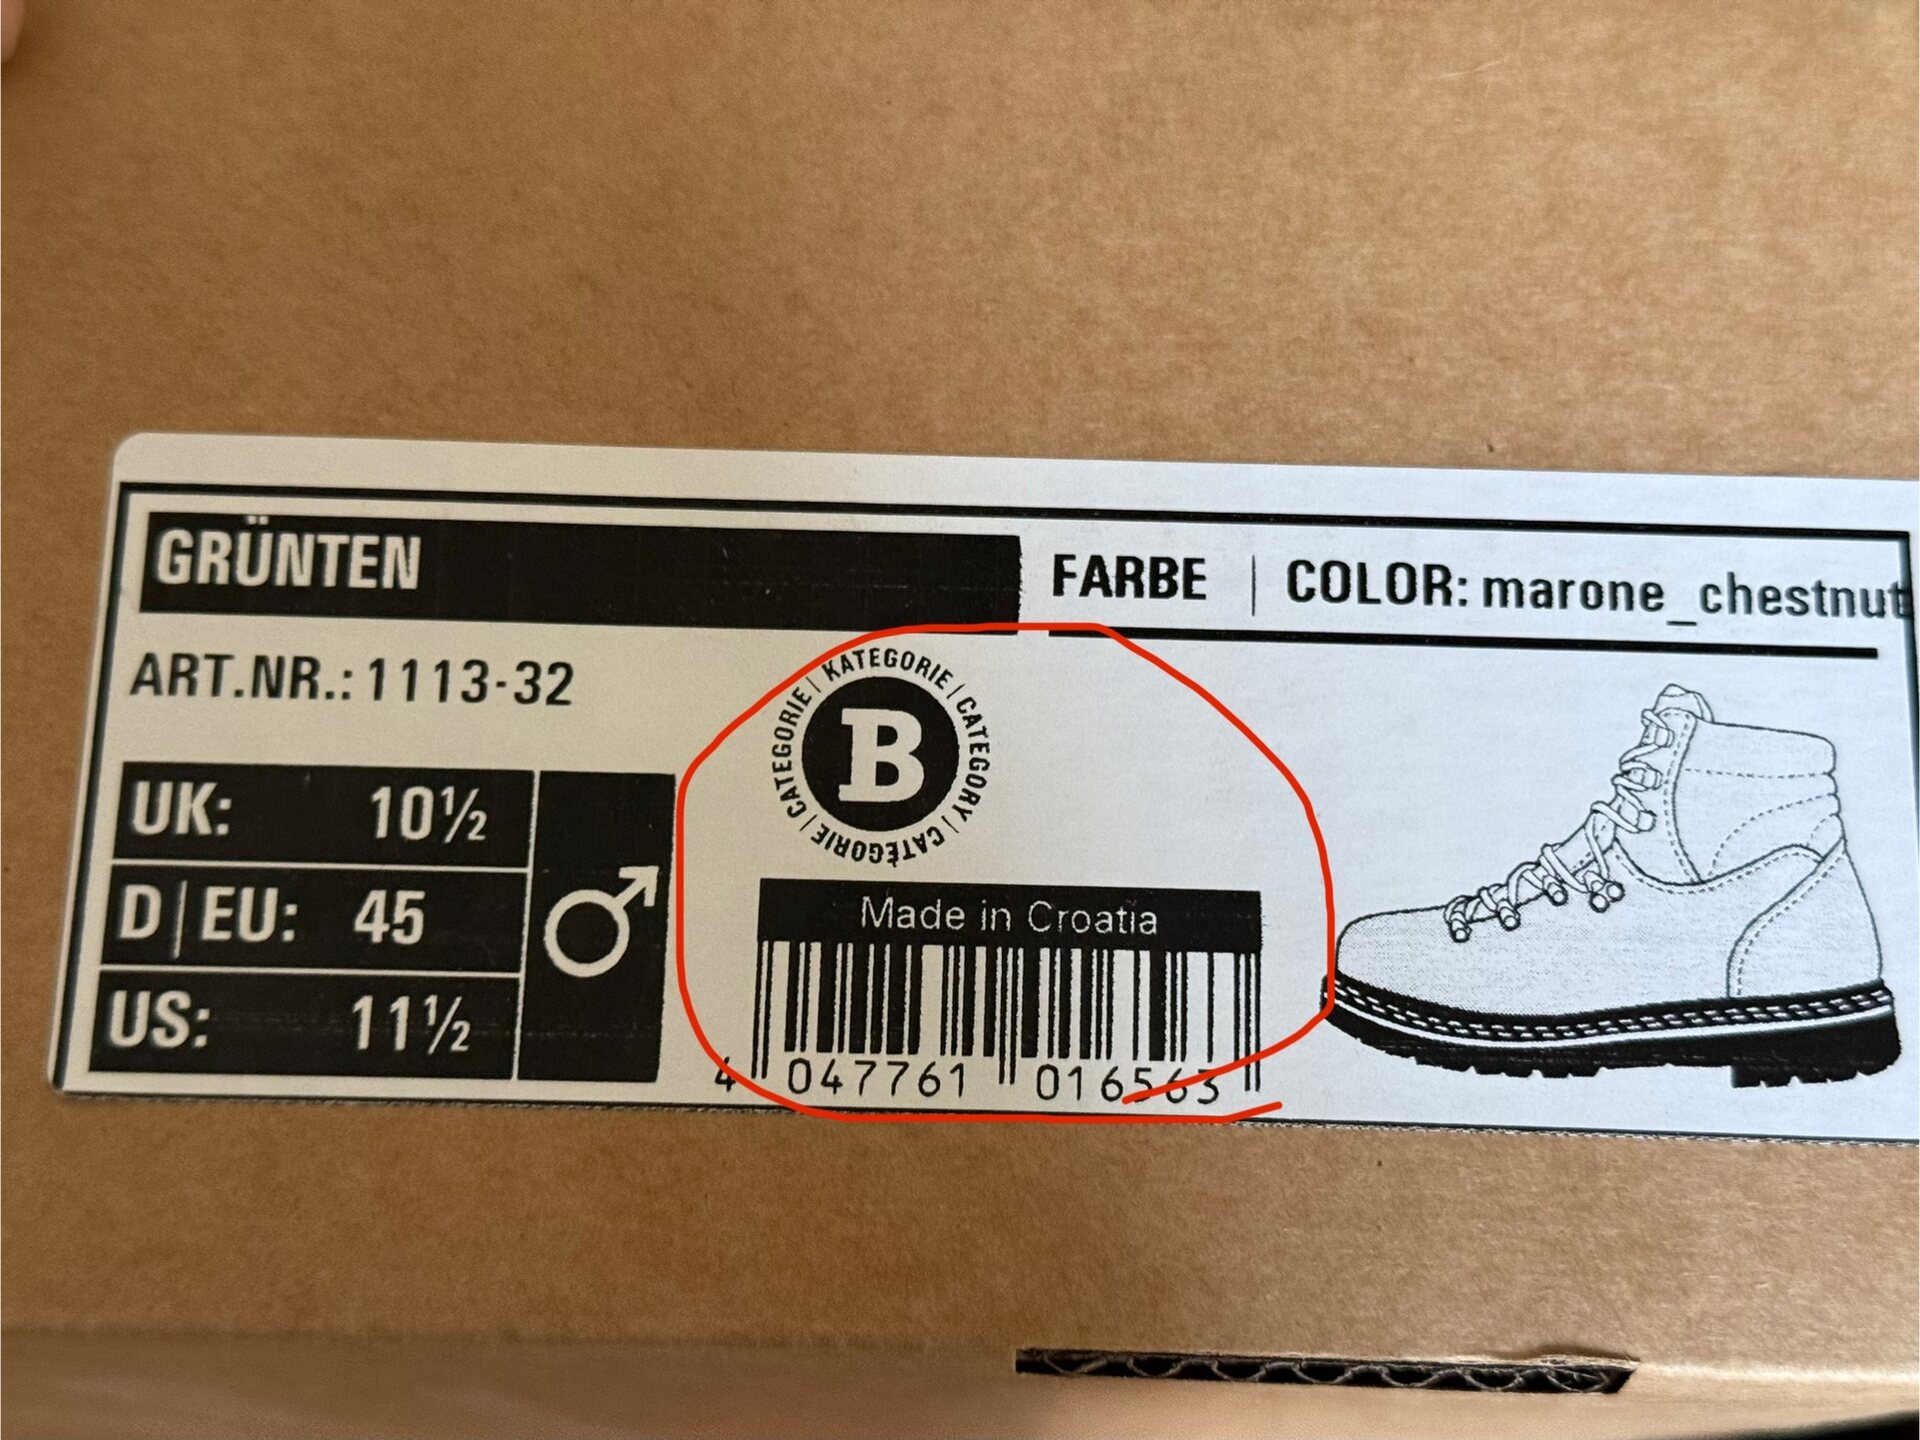 GRÜNTEN
FARBE | COLOR: marone_chestnut
ART.NR.: 1113-32
KATEGORIE | CATEGORY | CATÉGORIE | CATEGORIE |
B
UK: 10½
D|EU: 45
US: 11½
Made in Croatia
4 047761 016563